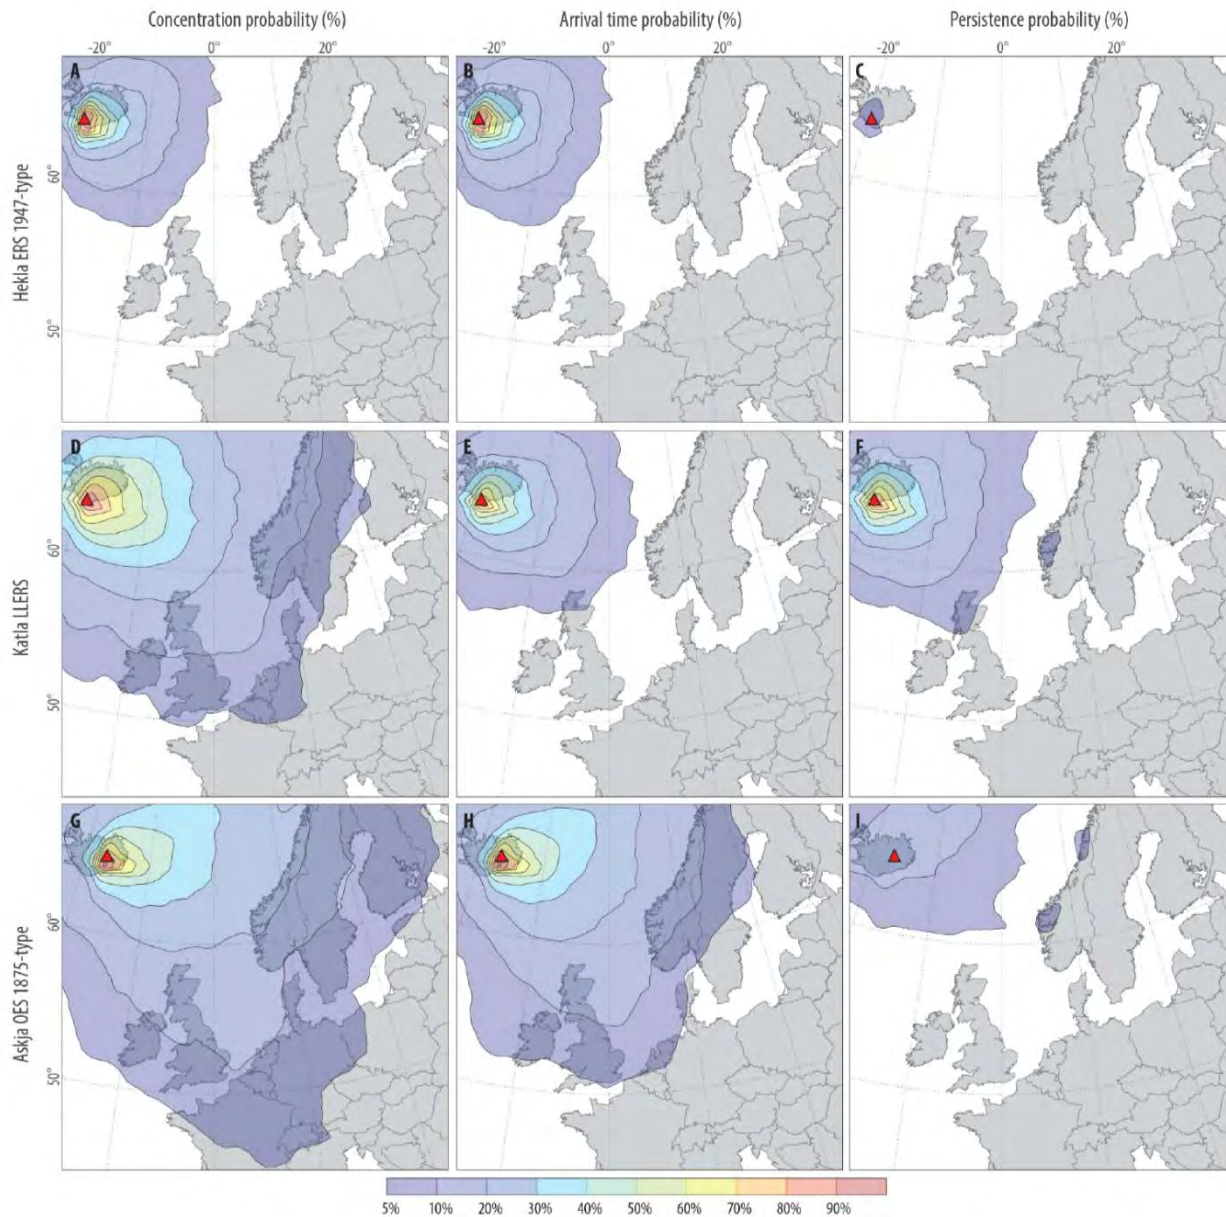 Concentration probability (%) Arrival time probability (%) Persistence probability (%)
-20° 0° 20° -20° 0° 20° -20° 0° 20°
A B C
Hekla ERS 1947-type
60°
50°
D E F
Katla LLERS
60°
50°
G H I
Askja OES 1875-type
60°
50°
5% 10% 20% 30% 40% 50% 60% 70% 80% 90%